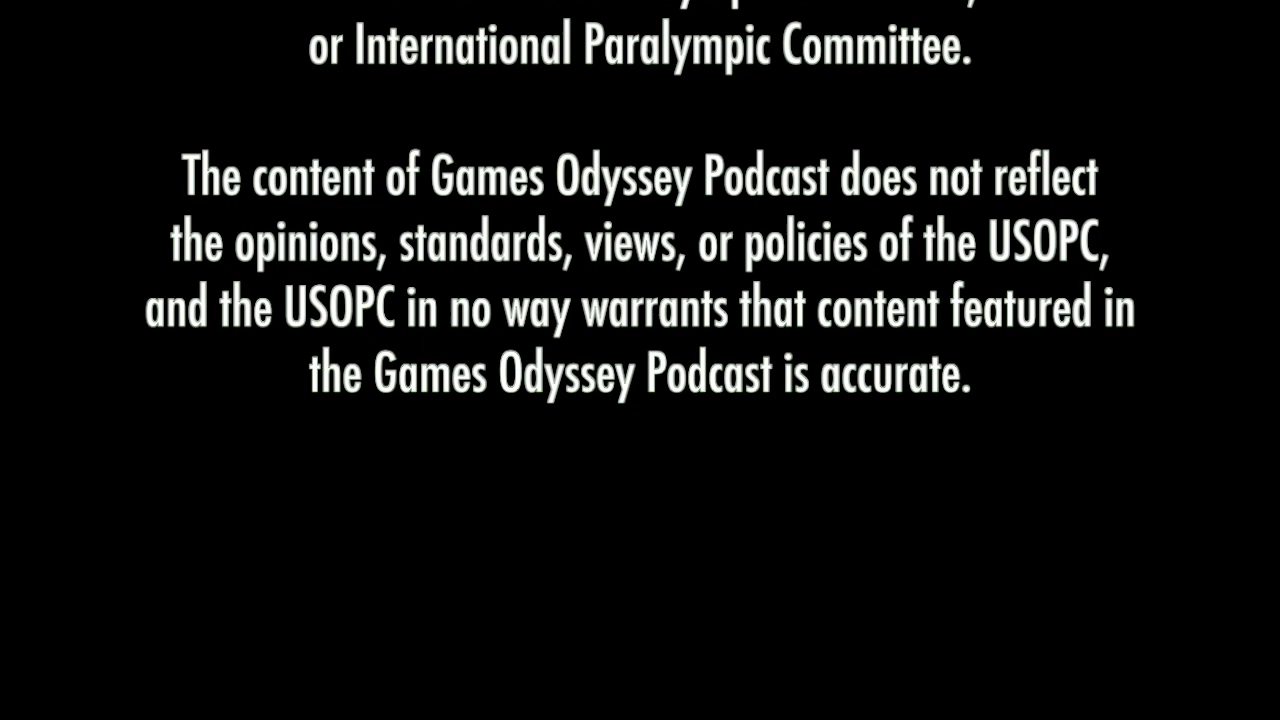 or International Paralympic Committee.
The content of Games Odyssey Podcast does not reflect
the opinions, standards, views, or policies of the USOPC,
and the USOPC in no way warrants that content featured in
the Games Odyssey Podcast is accurate.